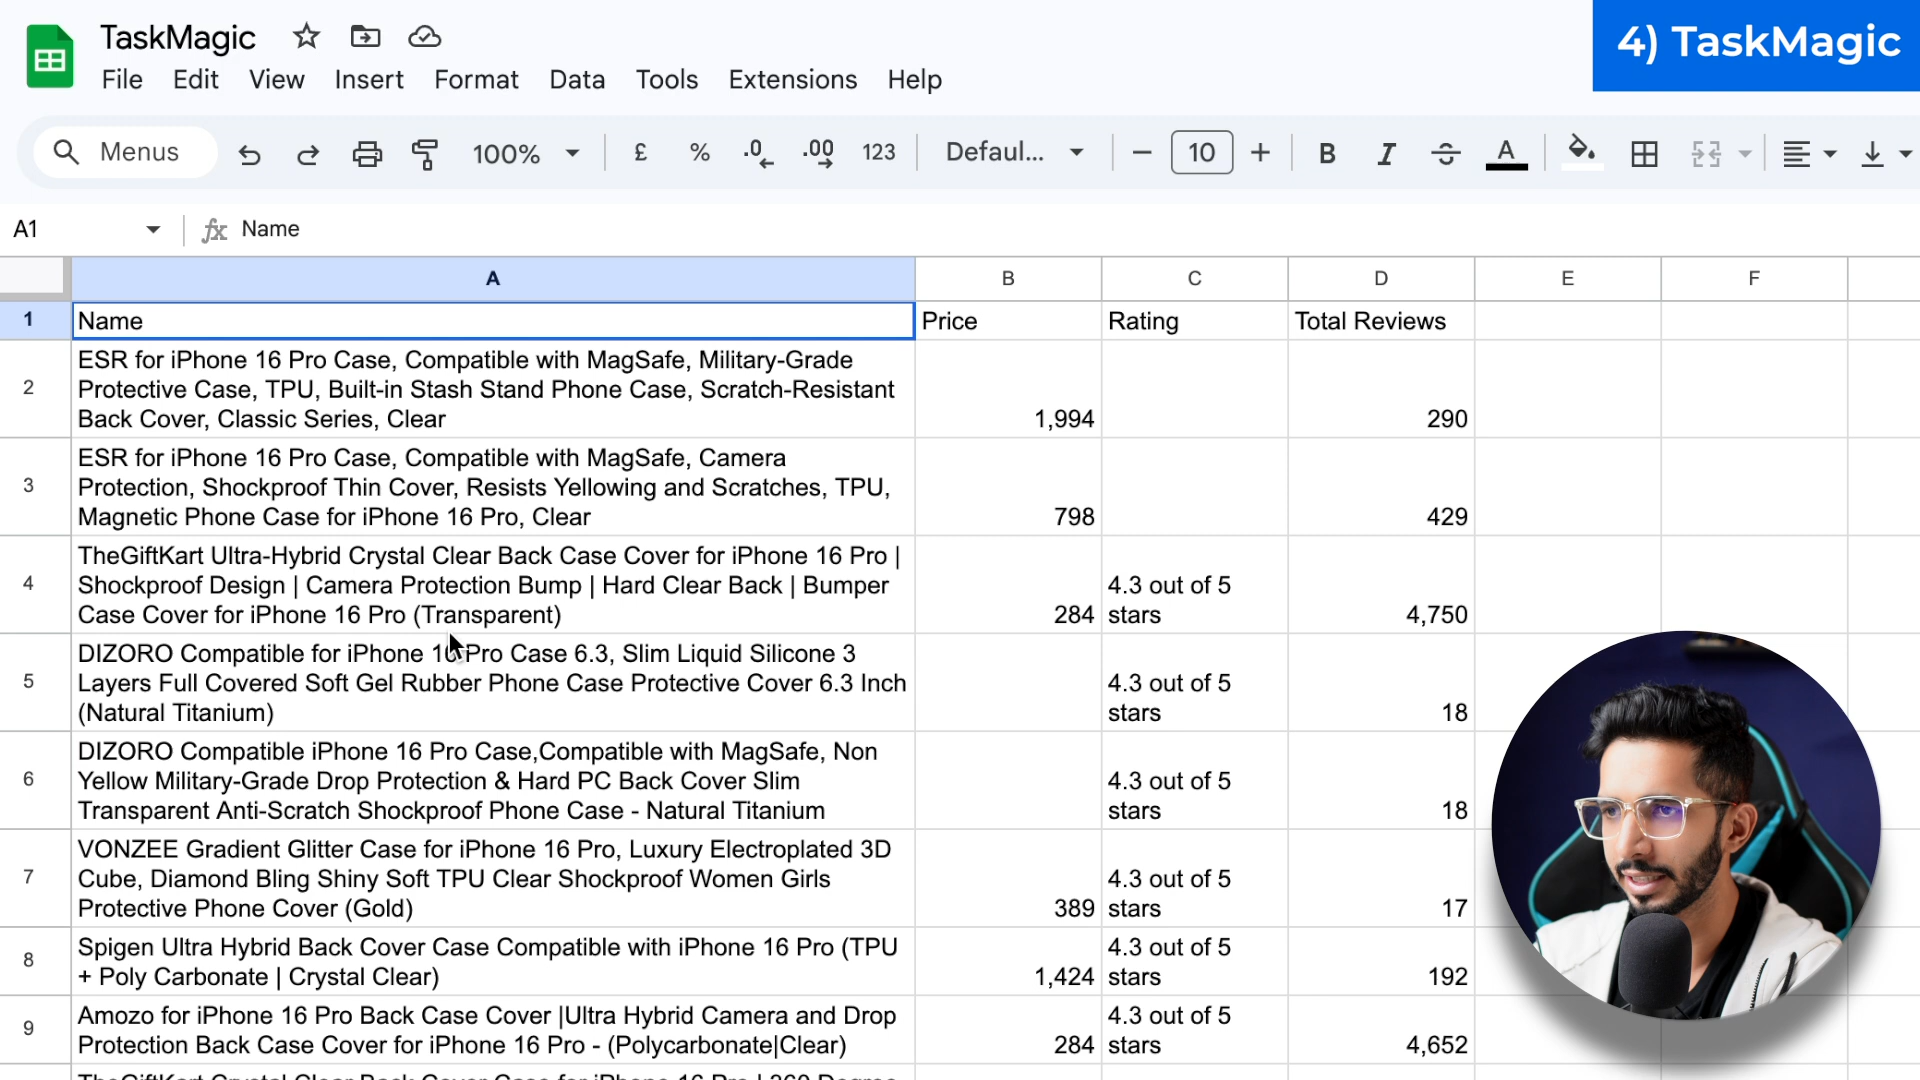 TaskMagic
4) TaskMagic
File Edit View Insert Format Data Tools Extensions Help
Menus 100% £ % .0 .00 123 Defaul... 10 B I A
A1 fx Name
A B C D E F
1 Name Price Rating Total Reviews
ESR for iPhone 16 Pro Case, Compatible with MagSafe, Military-Grade
2 Protective Case, TPU, Built-in Stash Stand Phone Case, Scratch-Resistant
Back Cover, Classic Series, Clear 1,994 290
ESR for iPhone 16 Pro Case, Compatible with MagSafe, Camera
3 Protection, Shockproof Thin Cover, Resists Yellowing and Scratches, TPU,
Magnetic Phone Case for iPhone 16 Pro, Clear 798 429
TheGiftKart Ultra-Hybrid Crystal Clear Back Case Cover for iPhone 16 Pro |
4 Shockproof Design | Camera Protection Bump | Hard Clear Back | Bumper 4.3 out of 5
Case Cover for iPhone 16 Pro (Transparent) 284 stars 4,750
DIZORO Compatible for iPhone 16 Pro Case 6.3, Slim Liquid Silicone 3
5 Layers Full Covered Soft Gel Rubber Phone Case Protective Cover 6.3 Inch 4.3 out of 5
(Natural Titanium) stars 18
DIZORO Compatible iPhone 16 Pro Case,Compatible with MagSafe, Non
6 Yellow Military-Grade Drop Protection & Hard PC Back Cover Slim 4.3 out of 5
Transparent Anti-Scratch Shockproof Phone Case - Natural Titanium stars 18
VONZEE Gradient Glitter Case for iPhone 16 Pro, Luxury Electroplated 3D
7 Cube, Diamond Bling Shiny Soft TPU Clear Shockproof Women Girls 4.3 out of 5
Protective Phone Cover (Gold) 389 stars 17
8 Spigen Ultra Hybrid Back Cover Case Compatible with iPhone 16 Pro (TPU 4.3 out of 5
+ Poly Carbonate | Crystal Clear) 1,424 stars 192
9 Amozo for iPhone 16 Pro Back Case Cover |Ultra Hybrid Camera and Drop 4.3 out of 5
Protection Back Case Cover for iPhone 16 Pro - (Polycarbonate|Clear) 284 stars 4,652